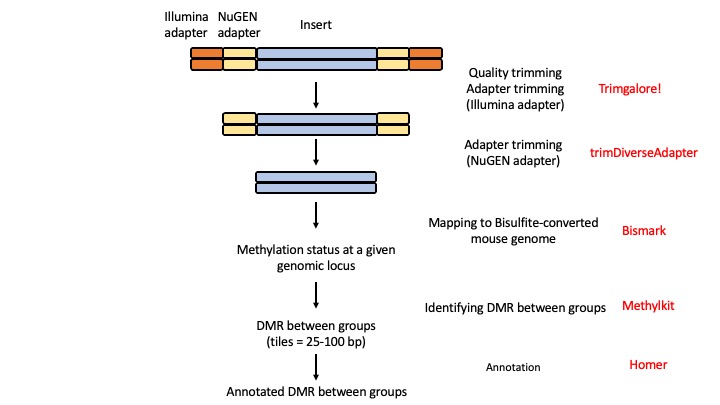 Illumina adapter
NuGEN adapter
Insert
Quality trimming
Adapter trimming
(Illumina adapter)
Trimgalore!
Adapter trimming
(NuGEN adapter)
trimDiverseAdapter
Mapping to Bisulfite-converted
mouse genome
Bismark
Methylation status at a given
genomic locus
Identifying DMR between groups
Methylkit
DMR between groups
(tiles = 25-100 bp)
Annotation
Homer
Annotated DMR between groups